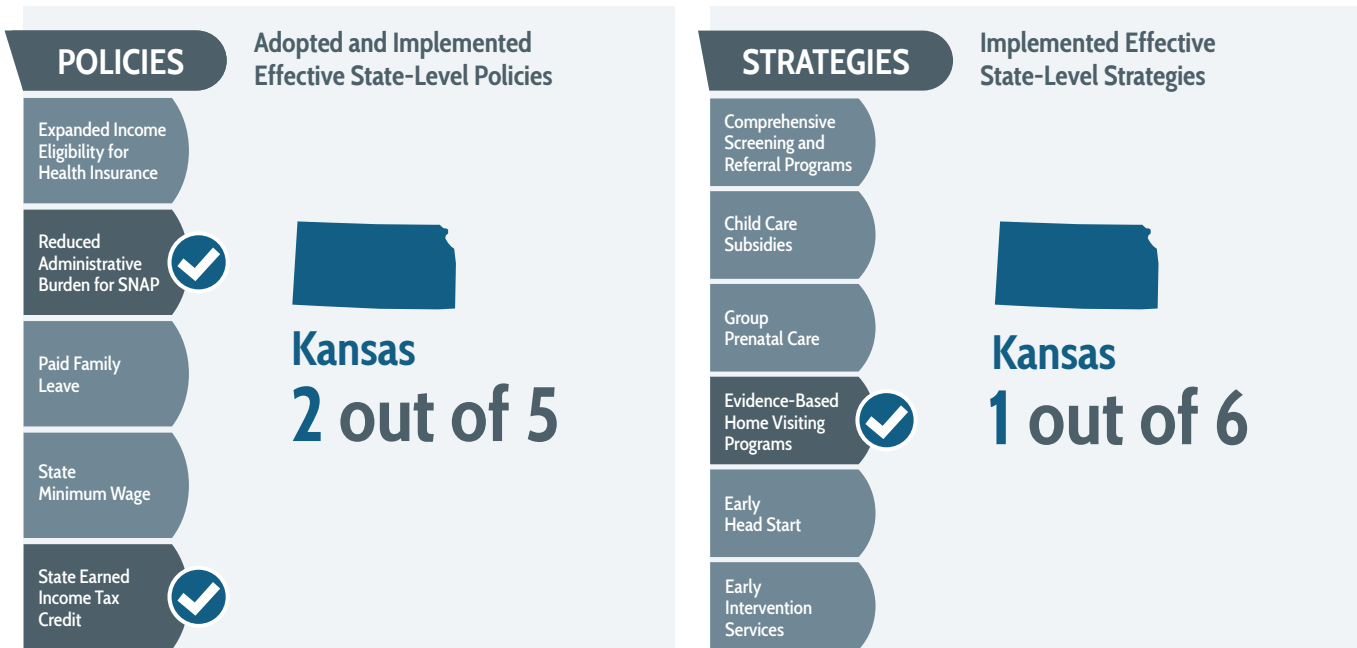 POLICIES
Adopted and Implemented
Effective State-Level Policies
Expanded Income
Eligibility for
Health Insurance
Reduced
Administrative
Burden for SNAP
Paid Family
Leave
State
Minimum Wage
State Earned
Income Tax
Credit
Kansas
2 out of 5
STRATEGIES
Implemented Effective
State-Level Strategies
Comprehensive
Screening and
Referral Programs
Child Care
Subsidies
Group
Prenatal Care
Evidence-Based
Home Visiting
Programs
Early
Head Start
Early
Intervention
Services
Kansas
1 out of 6